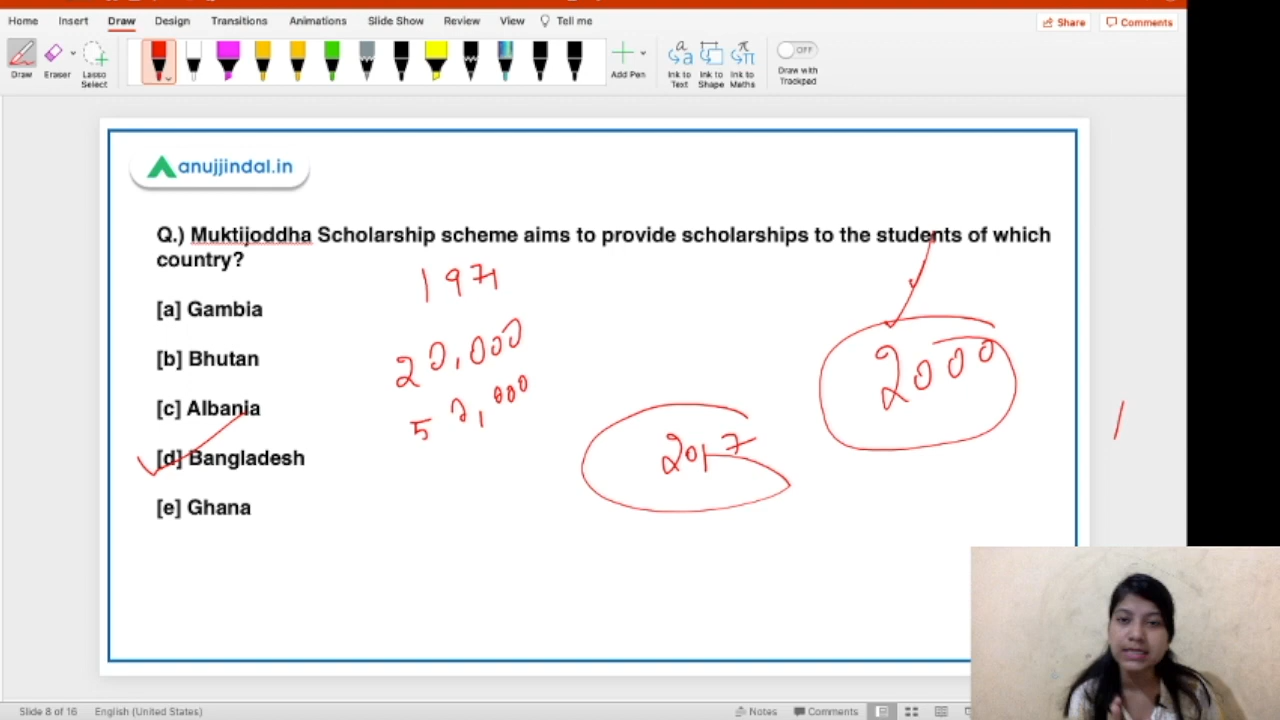 Home Insert Draw Design Transitions Animations Slide Show Review View Tell me
Share Comments
Draw Eraser Lasso Select Add Pen Ink to Text Ink to Shape Ink to Maths Draw with Trackpad
OFF
anujjindal.in
Q.) Muktijoddha Scholarship scheme aims to provide scholarships to the students of which
country?
1971
[a] Gambia
20,000
2000
[b] Bhutan
50,000
[c] Albania
2017
[d] Bangladesh
[e] Ghana
Slide 8 of 16 English (United States) Notes Comments